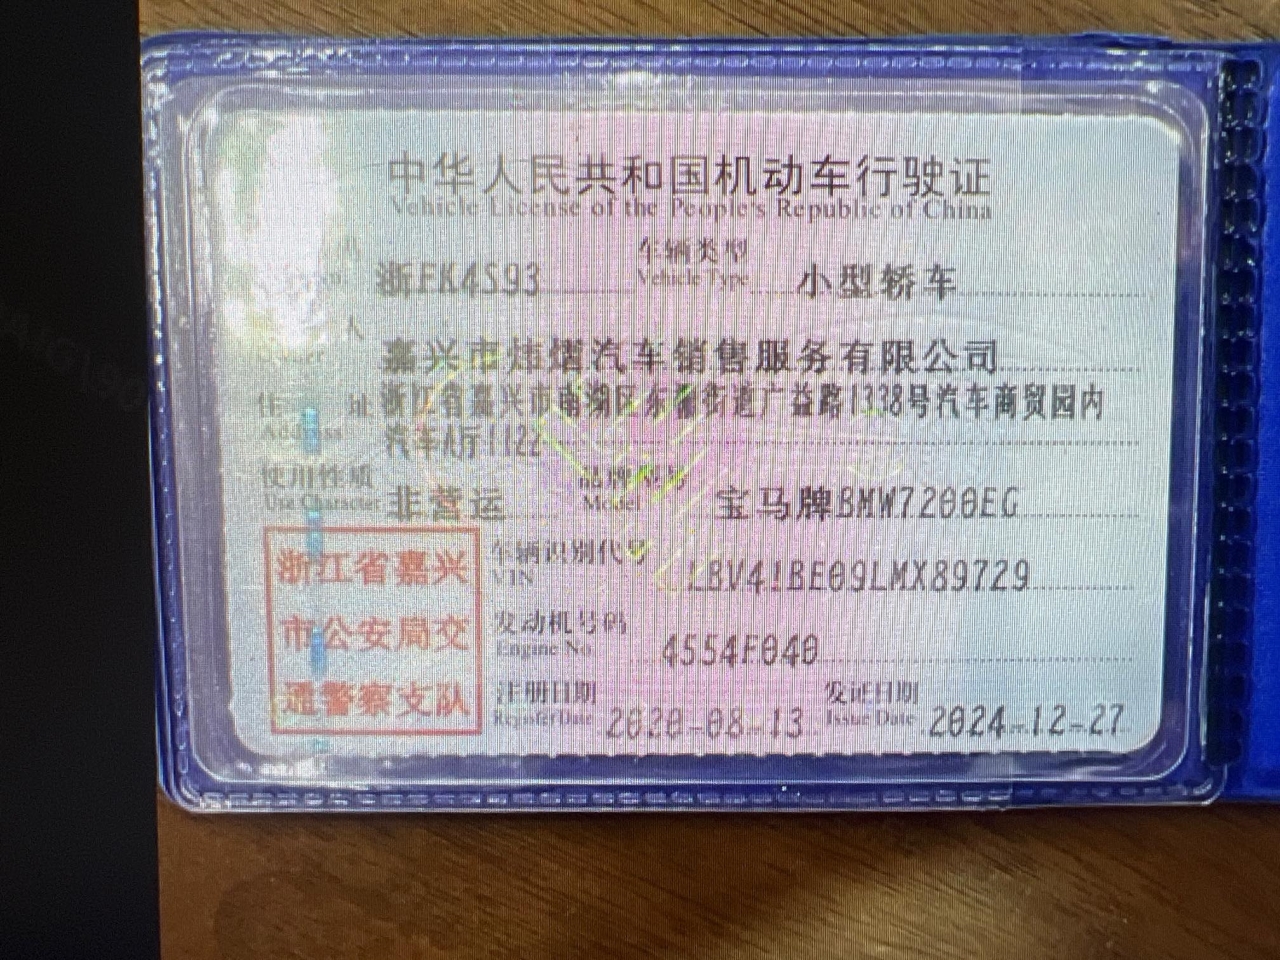 中华人民共和国机动车行驶证
Vehicle License of the People's Republic of China
浙FK4S93 车辆类型 Vehicle Type 小型轿车
人
嘉兴市炜熠汽车销售服务有限公司
住址 Address 浙江省嘉兴市南湖区东栅街道广益路1338号汽车商贸园内
汽车A厅1122
使用性质 Use Character 非营运 品牌型号 Model 宝马牌BMW7200EG
浙江省嘉兴
市公安局交
通警察支队
车辆识别代号 VIN LBV41BE09LMX89729
发动机号码 Engine No. 4554F040
注册日期 Register Date 2020-08-13 发证日期 Issue Date 2024-12-27